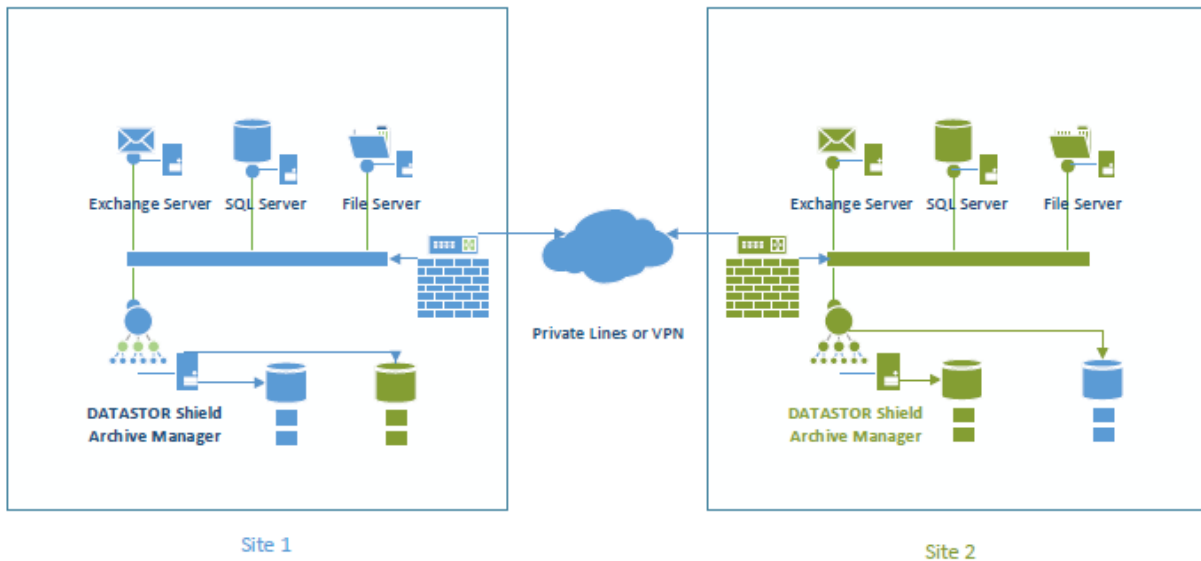 Exchange Server
SQL Server
File Server
Exchange Server
SQL Server
File Server
Private Lines or VPN
DATASTOR Shield
Archive Manager
DATASTOR Shield
Archive Manager
Site 1
Site 2